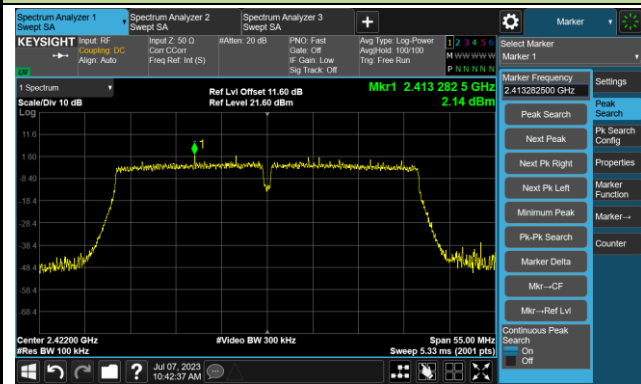 Spectrum Analyzer 1
Swept SA
Spectrum Analyzer 2
Swept SA
Spectrum Analyzer 3
Swept SA
Marker
KEYSIGHT
Input: RF
Coupling: DC
Align: Auto
Input Z: 50 Ω
Corr CCorr
Freq Ref: Int (S)
#Atten: 20 dB
PNO: Fast
Gate: Off
IF Gain: Low
Sig Track: Off
Avg Type: Log-Power
Avg|Hold: 100/100
Trig: Free Run
1 2 3 4 5 6
M W W W W W
P N N N N N
Select Marker
Marker 1
LW
1 Spectrum
Scale/Div 10 dB
Log
Ref Lvl Offset 11.60 dB
Ref Level 21.60 dBm
Mkr1 2.413 282 5 GHz
2.14 dBm
1
11.6
1.60
-8.40
-18.4
-28.4
-38.4
-48.4
-58.4
-68.4
Center 2.42200 GHz
#Res BW 100 kHz
#Video BW 300 kHz
Span 55.00 MHz
Sweep 5.33 ms (2001 pts)
Marker Frequency
2.413282500 GHz
Peak Search
Next Peak
Next Pk Right
Next Pk Left
Minimum Peak
Pk-Pk Search
Marker Delta
Mkr→CF
Mkr→Ref Lvl
Continuous Peak
Search
On
Off
Settings
Peak
Search
Pk Search
Config
Properties
Marker
Function
Marker→
Counter
Jul 07, 2023
10:42:37 AM